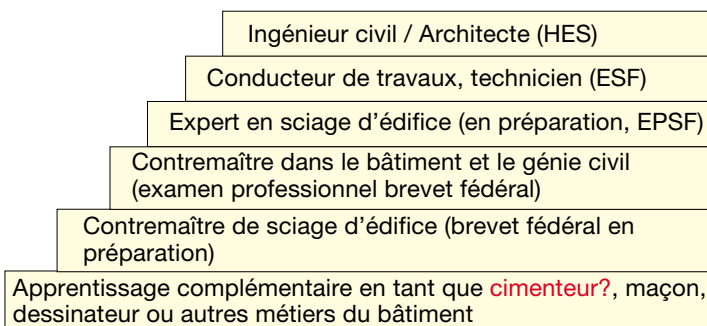 Ingénieur civil / Architecte (HES)
Conducteur de travaux, technicien (ESF)
Expert en sciage d'édifice (en préparation, EPSF)
Contremaître dans le bâtiment et le génie civil
(examen professionnel brevet fédéral)
Contremaître de sciage d'édifice (brevet fédéral en
préparation)
Apprentissage complémentaire en tant que cimenteur?, maçon,
dessinateur ou autres métiers du bâtiment